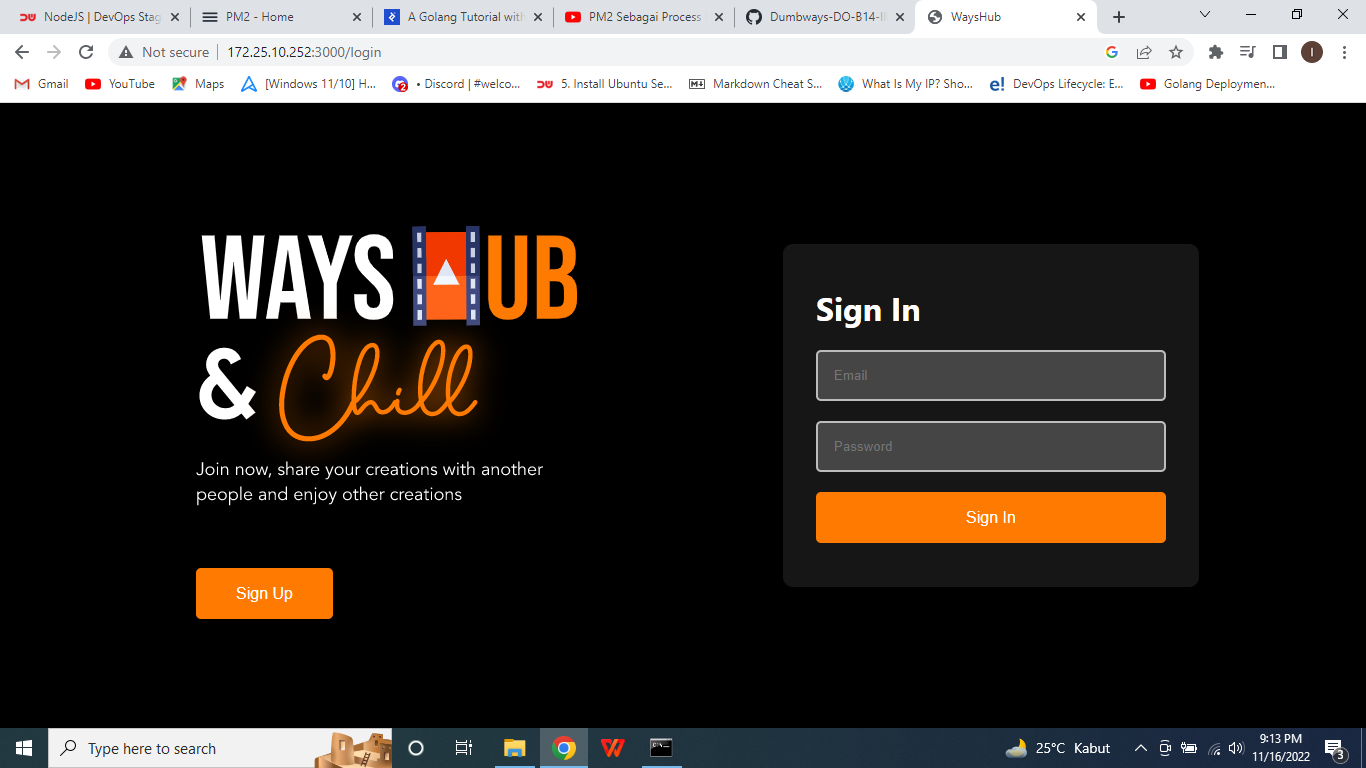 NodeJS | DevOps Stag
PM2 - Home
A Golang Tutorial with
PM2 Sebagai Process
Dumbways-DO-B14-Il
WaysHub
Not secure
172.25.10.252:3000/login
I
Gmail
YouTube
Maps
[Windows 11/10] H...
2
• Discord | #welco...
5. Install Ubuntu Se...
Markdown Cheat S...
What Is My IP? Sho...
e!
DevOps Lifecycle: E...
Golang Deploymen...
WAYS UB
& Chill
Join now, share your creations with another
people and enjoy other creations
Sign Up
Sign In
Email
Password
Sign In
Type here to search
25°C Kabut
9:13 PM
11/16/2022
3